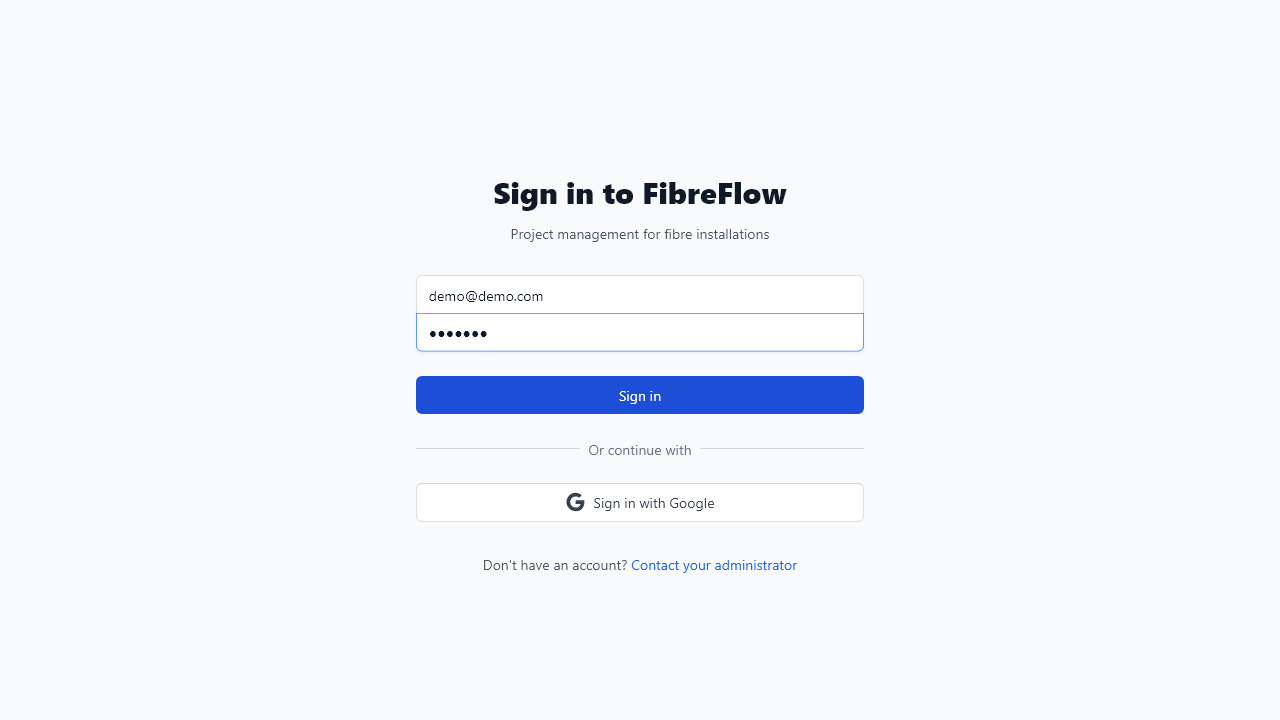 Sign in to FibreFlow
Project management for fibre installations
demo@demo.com
•••••••
Sign in
Or continue with
Sign in with Google
Don't have an account? Contact your administrator